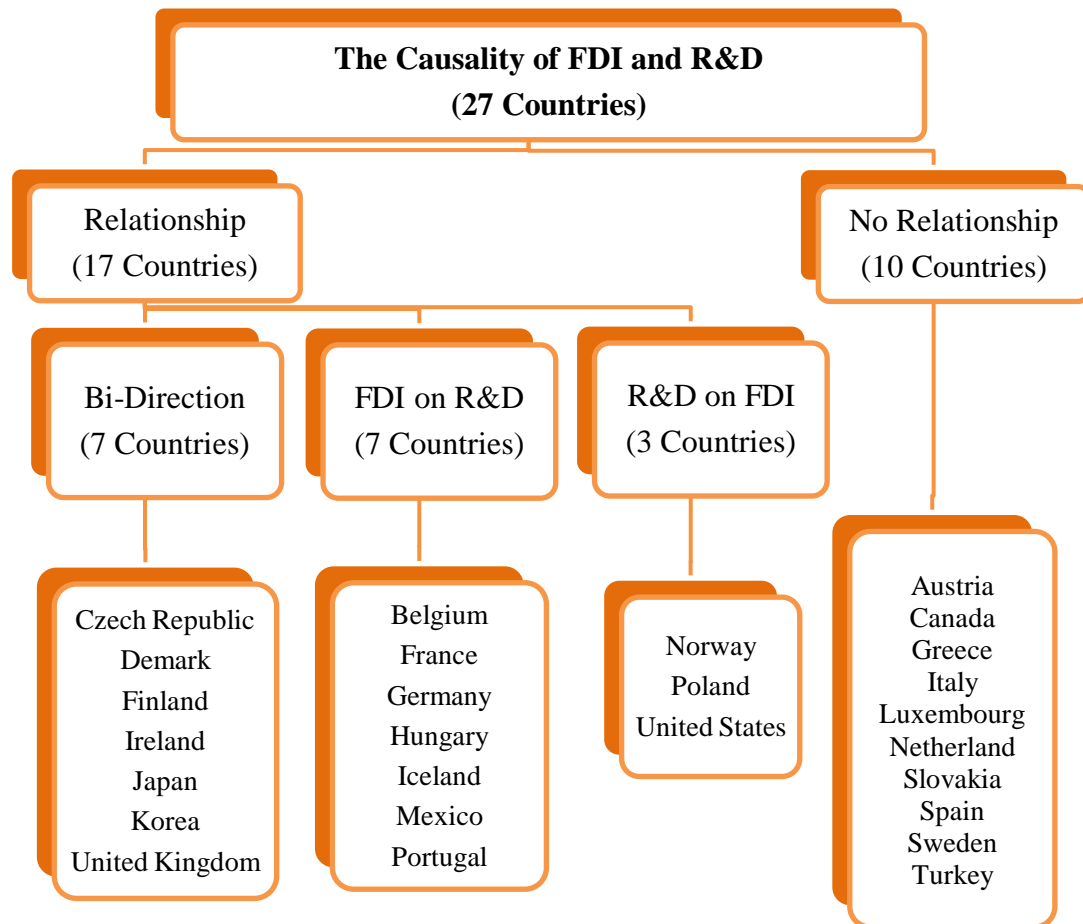 The Causality of FDI and R&D
(27 Countries)
Relationship
(17 Countries)
No Relationship
(10 Countries)
Bi-Direction
(7 Countries)
FDI on R&D
(7 Countries)
R&D on FDI
(3 Countries)
Czech Republic
Demark
Finland
Ireland
Japan
Korea
United Kingdom
Belgium
France
Germany
Hungary
Iceland
Mexico
Portugal
Norway
Poland
United States
Austria
Canada
Greece
Italy
Luxembourg
Netherland
Slovakia
Spain
Sweden
Turkey